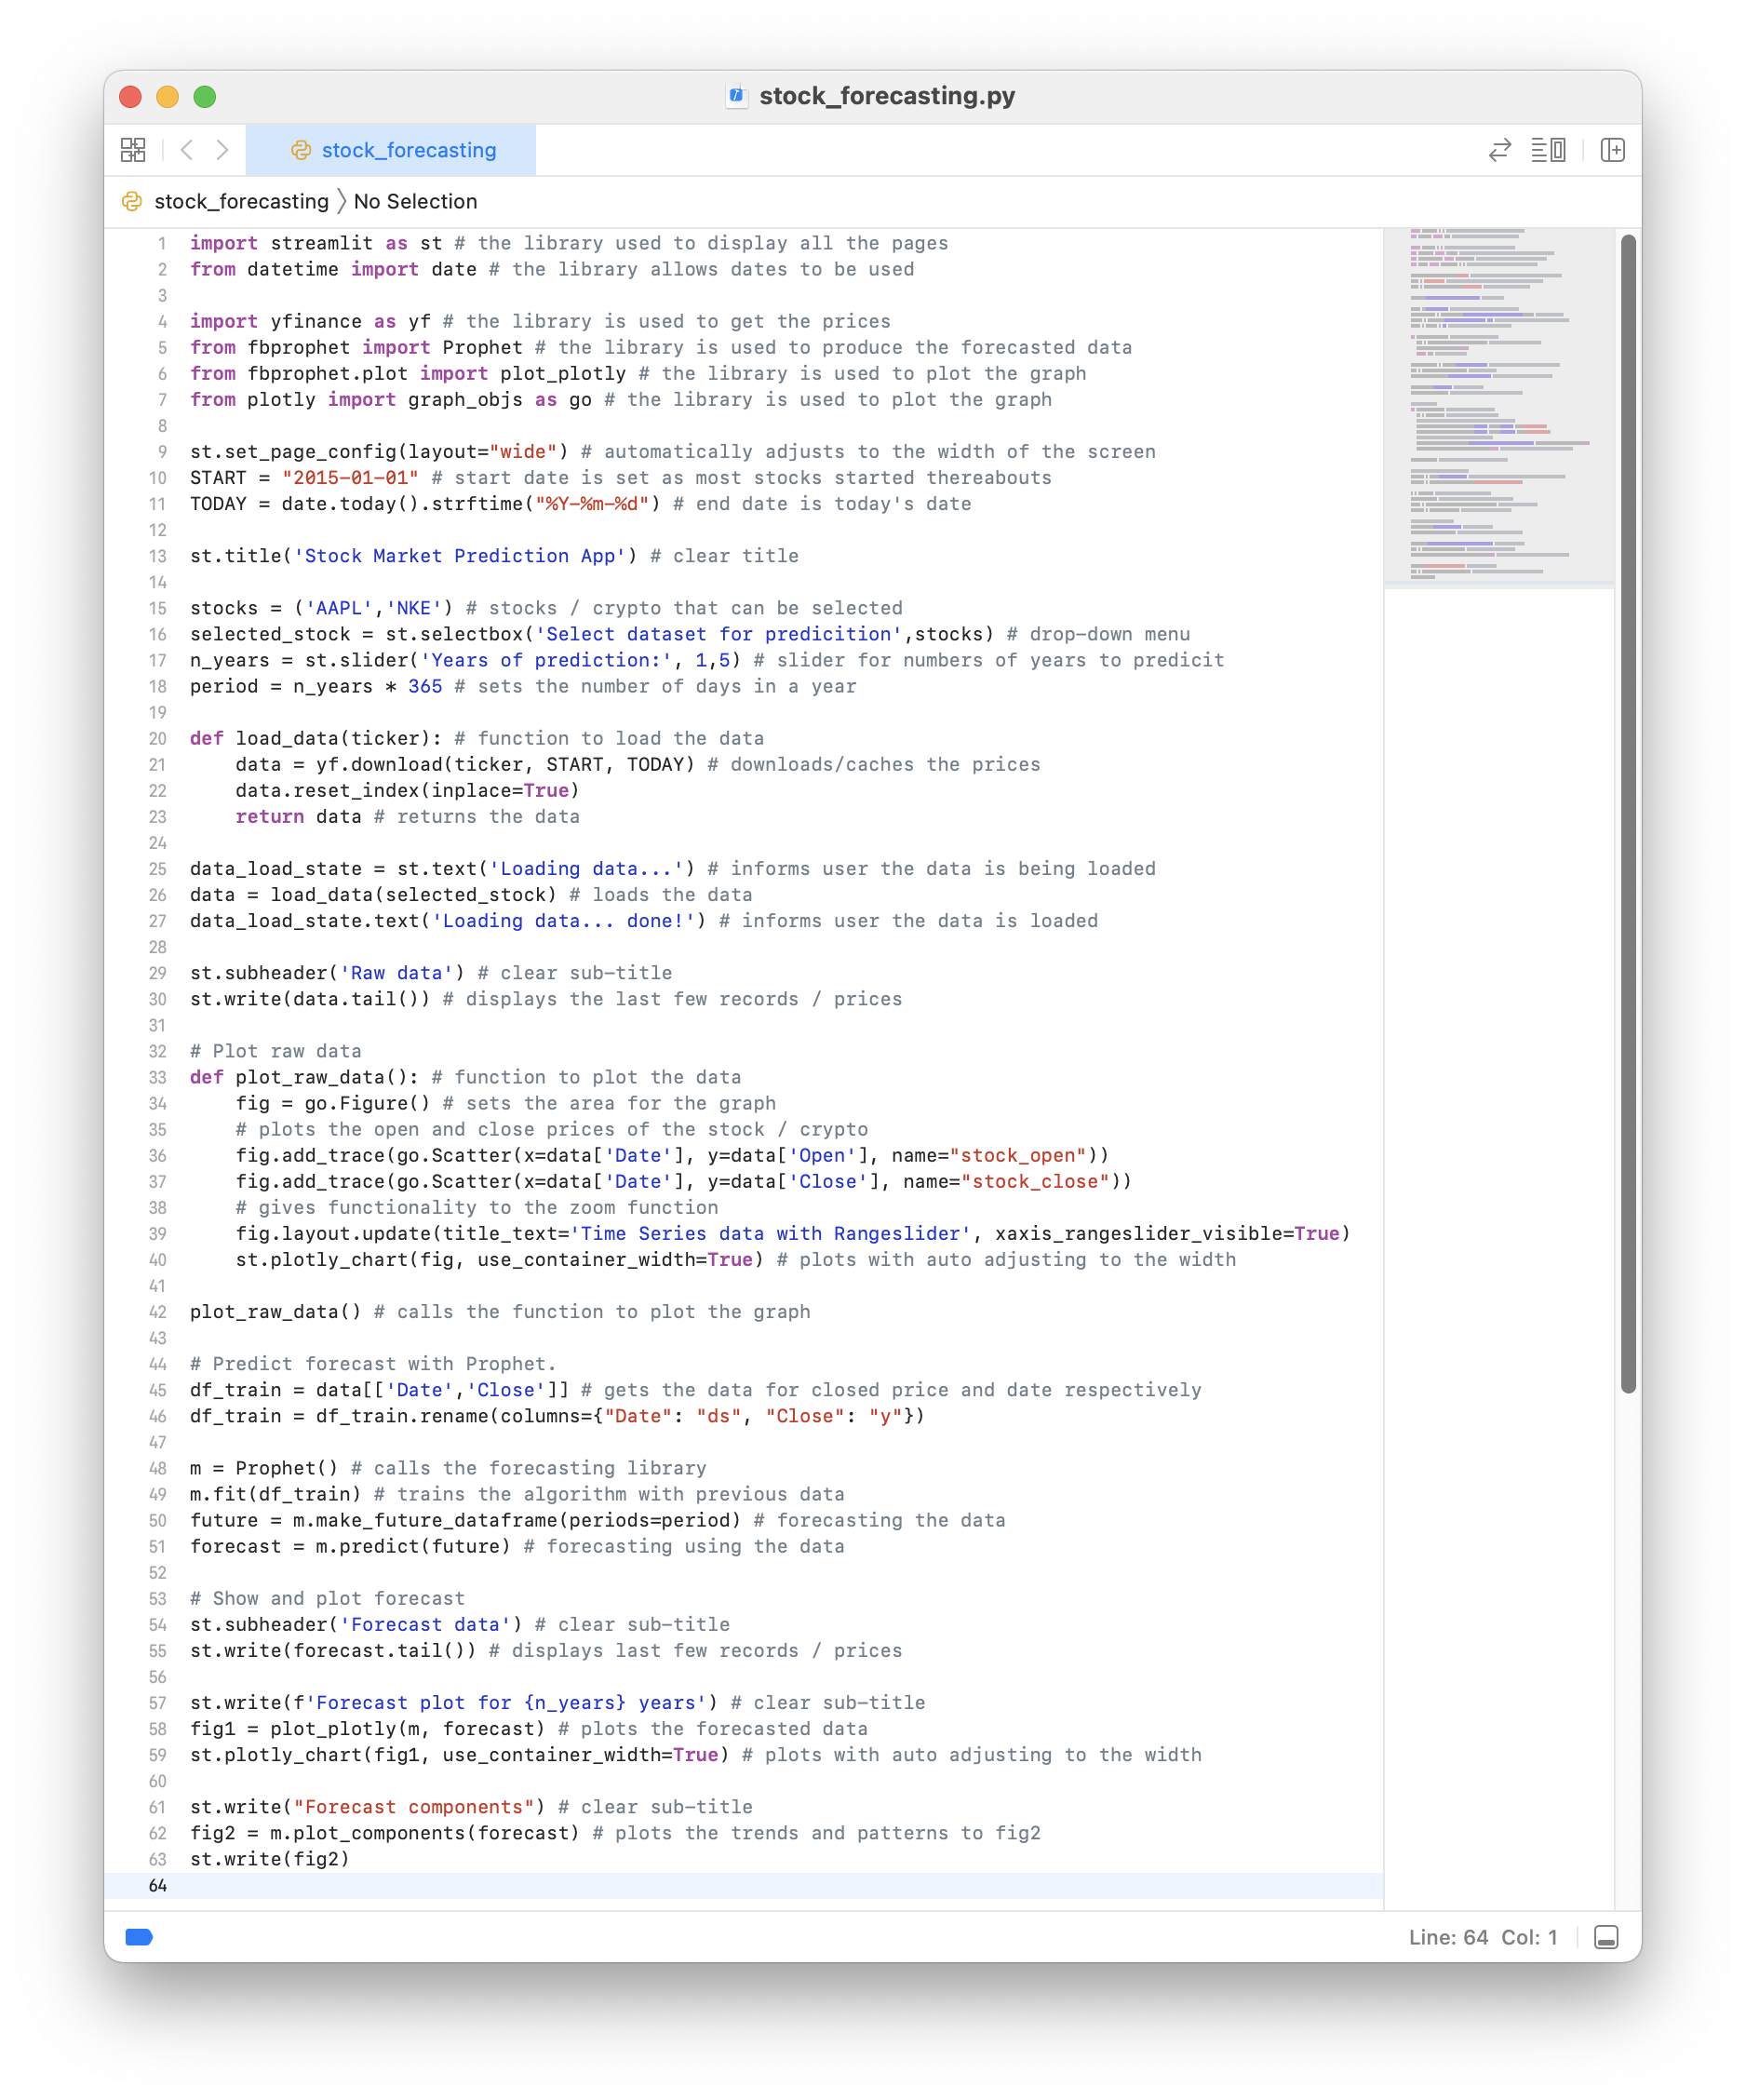 stock_forecasting.py
stock_forecasting
stock_forecasting 〉 No Selection
1 import streamlit as st # the library used to display all the pages
2 from datetime import date # the library allows dates to be used
3
4 import yfinance as yf # the library is used to get the prices
5 from fbprophet import Prophet # the library is used to produce the forecasted data
6 from fbprophet.plot import plot_plotly # the library is used to plot the graph
7 from plotly import graph_objs as go # the library is used to plot the graph
8
9 st.set_page_config(layout="wide") # automatically adjusts to the width of the screen
10 START = "2015-01-01" # start date is set as most stocks started thereabouts
11 TODAY = date.today().strftime("%Y-%m-%d") # end date is today's date
12
13 st.title('Stock Market Prediction App') # clear title
14
15 stocks = ('AAPL','NKE') # stocks / crypto that can be selected
16 selected_stock = st.selectbox('Select dataset for predicition',stocks) # drop-down menu
17 n_years = st.slider('Years of prediction:', 1,5) # slider for numbers of years to predicit
18 period = n_years * 365 # sets the number of days in a year
19
20 def load_data(ticker): # function to load the data
21     data = yf.download(ticker, START, TODAY) # downloads/caches the prices
22     data.reset_index(inplace=True)
23     return data # returns the data
24
25 data_load_state = st.text('Loading data...') # informs user the data is being loaded
26 data = load_data(selected_stock) # loads the data
27 data_load_state.text('Loading data... done!') # informs user the data is loaded
28
29 st.subheader('Raw data') # clear sub-title
30 st.write(data.tail()) # displays the last few records / prices
31
32 # Plot raw data
33 def plot_raw_data(): # function to plot the data
34     fig = go.Figure() # sets the area for the graph
35     # plots the open and close prices of the stock / crypto
36     fig.add_trace(go.Scatter(x=data['Date'], y=data['Open'], name="stock_open"))
37     fig.add_trace(go.Scatter(x=data['Date'], y=data['Close'], name="stock_close"))
38     # gives functionality to the zoom function
39     fig.layout.update(title_text='Time Series data with Rangeslider', xaxis_rangeslider_visible=True)
40     st.plotly_chart(fig, use_container_width=True) # plots with auto adjusting to the width
41
42 plot_raw_data() # calls the function to plot the graph
43
44 # Predict forecast with Prophet.
45 df_train = data[['Date','Close']] # gets the data for closed price and date respectively
46 df_train = df_train.rename(columns={"Date": "ds", "Close": "y"})
47
48 m = Prophet() # calls the forecasting library
49 m.fit(df_train) # trains the algorithm with previous data
50 future = m.make_future_dataframe(periods=period) # forecasting the data
51 forecast = m.predict(future) # forecasting using the data
52
53 # Show and plot forecast
54 st.subheader('Forecast data') # clear sub-title
55 st.write(forecast.tail()) # displays last few records / prices
56
57 st.write(f'Forecast plot for {n_years} years') # clear sub-title
58 fig1 = plot_plotly(m, forecast) # plots the forecasted data
59 st.plotly_chart(fig1, use_container_width=True) # plots with auto adjusting to the width
60
61 st.write("Forecast components") # clear sub-title
62 fig2 = m.plot_components(forecast) # plots the trends and patterns to fig2
63 st.write(fig2)
64
Line: 64 Col: 1